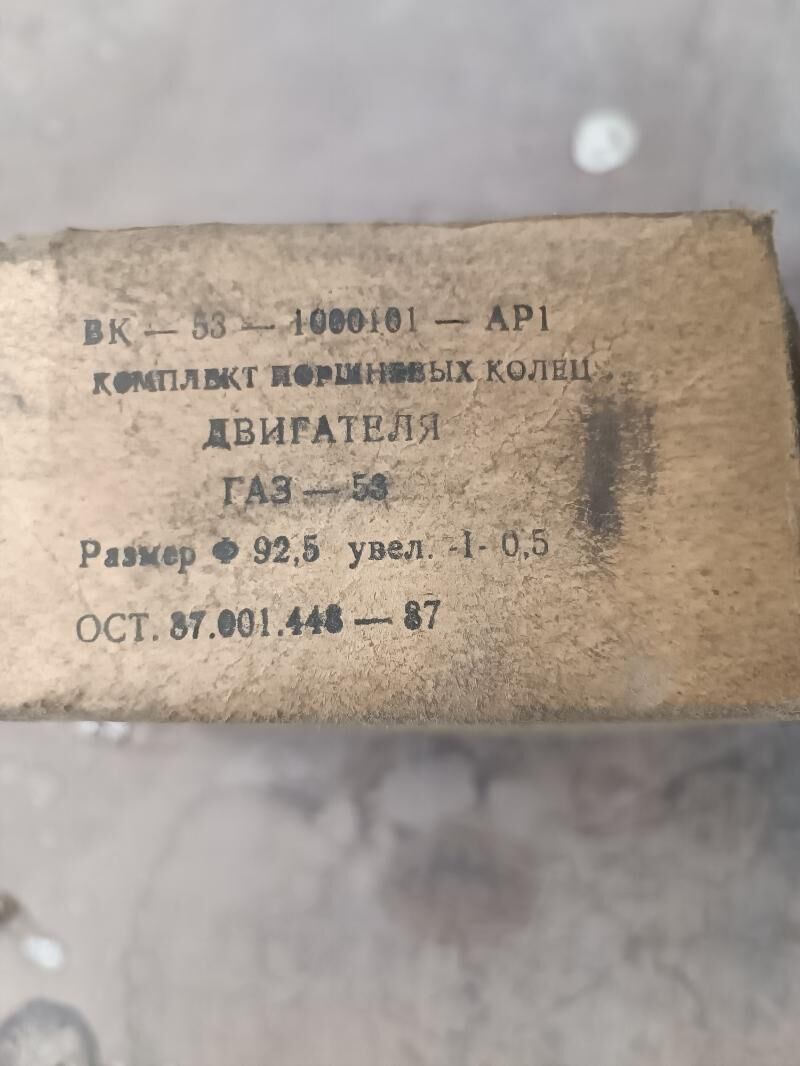 ВК — 53 — 1000101 — АР1
КОМПЛЕКТ ПОРШНЕВЫХ КОЛЕЦ
ДВИГАТЕЛЯ
ГАЗ — 53
Размер Ф 92,5 увел. -I- 0,5
ОСТ. 37.001.448 — 87